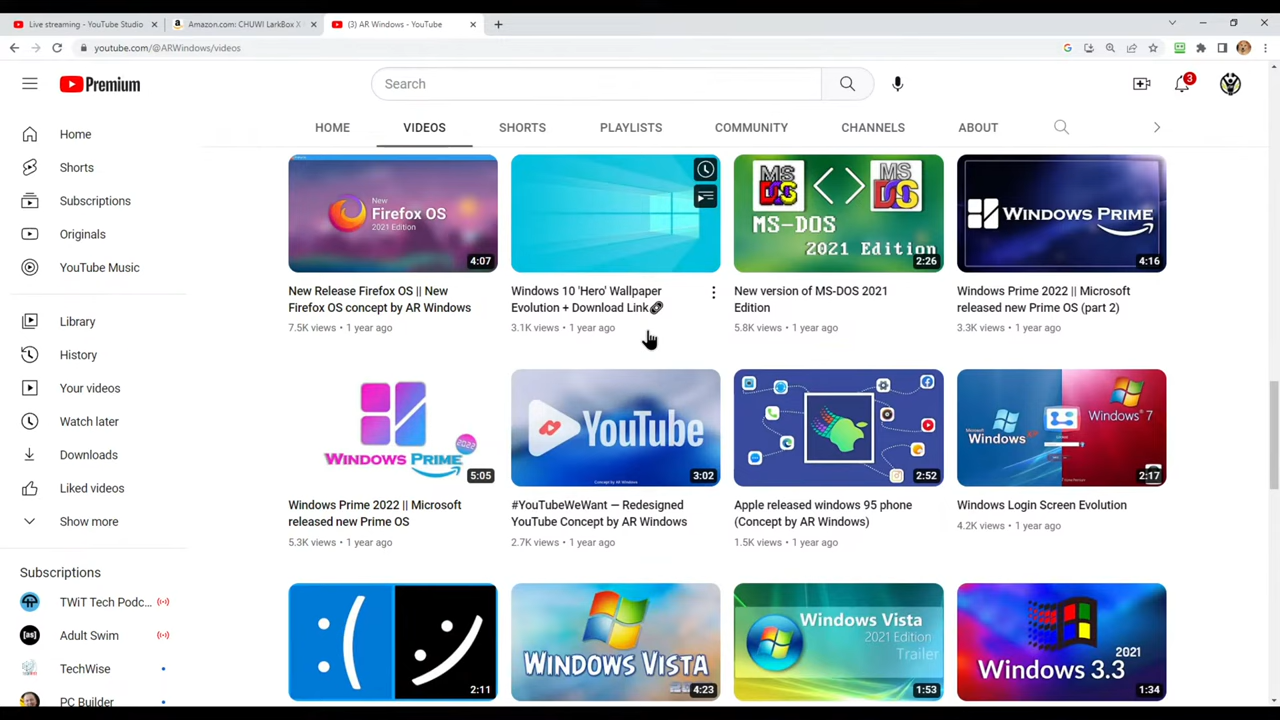 Live streaming - YouTube Studio
Amazon.com: CHUWI LarkBox X
(3) AR Windows - YouTube
youtube.com/@ARWindows/videos
Premium
Search
3
HOME
VIDEOS
SHORTS
PLAYLISTS
COMMUNITY
CHANNELS
ABOUT
Home
Shorts
Subscriptions
Originals
YouTube Music
Library
History
Your videos
Watch later
Downloads
Liked videos
Show more
Subscriptions
TWiT Tech Podc...
Adult Swim
TechWise
PC Builder
New
Firefox OS
2021 Edition
4:07
New Release Firefox OS || New
Firefox OS concept by AR Windows
7.5K views • 1 year ago
Windows 10 'Hero' Wallpaper
Evolution + Download Link
3.1K views • 1 year ago
MS DOS
MS DOS
MS-DOS
2021 Edition
2:26
New version of MS-DOS 2021
Edition
5.8K views • 1 year ago
WINDOWS PRIME
4:16
Windows Prime 2022 || Microsoft
released new Prime OS (part 2)
3.3K views • 1 year ago
2022
WINDOWS PRIME
5:05
Windows Prime 2022 || Microsoft
released new Prime OS
5.3K views • 1 year ago
YouTube
Concept by AR Windows
3:02
#YouTubeWeWant — Redesigned
YouTube Concept by AR Windows
2.7K views • 1 year ago
2:52
Apple released windows 95 phone
(Concept by AR Windows)
1.5K views • 1 year ago
Windows
Windows 7
2:17
Windows Login Screen Evolution
4.2K views • 1 year ago
2:11
WINDOWS VISTA
4:23
Windows Vista
2021 Edition
Trailer
1:53
2021
Windows 3.3
1:34